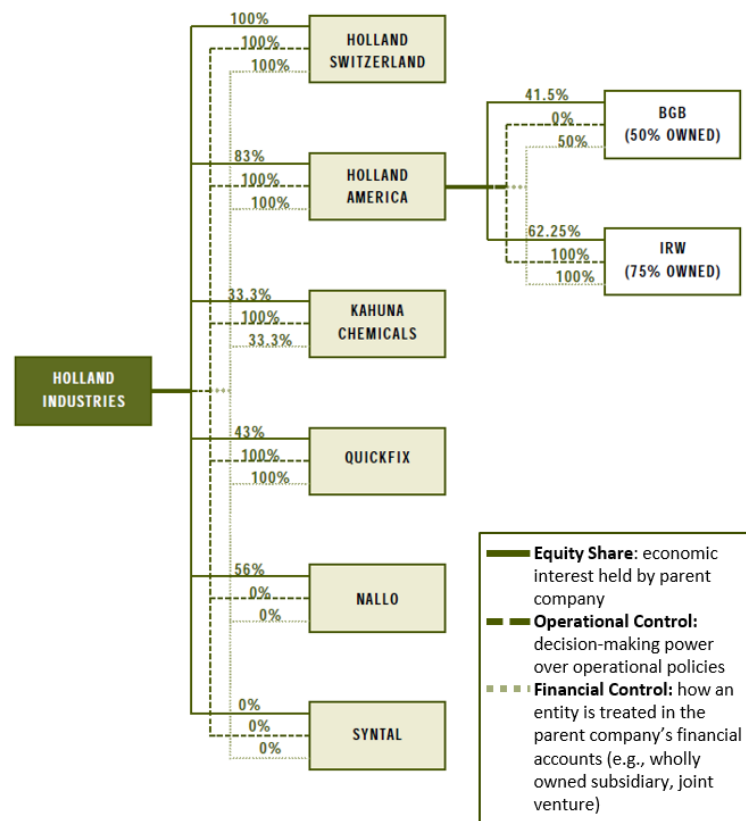 100%
100%
100%
HOLLAND
SWITZERLAND
83%
100%
100%
HOLLAND
AMERICA
41.5%
0%
50%
BGB
(50% OWNED)
62.25%
100%
100%
IRW
(75% OWNED)
33.3%
100%
33.3%
KAHUNA
CHEMICALS
HOLLAND
INDUSTRIES
43%
100%
100%
QUICKFIX
56%
0%
0%
NALLO
0%
0%
0%
SYNTAL
Equity Share: economic
interest held by parent
company
Operational Control:
decision-making power
over operational policies
Financial Control: how an
entity is treated in the
parent company’s financial
accounts (e.g., wholly
owned subsidiary, joint
venture)